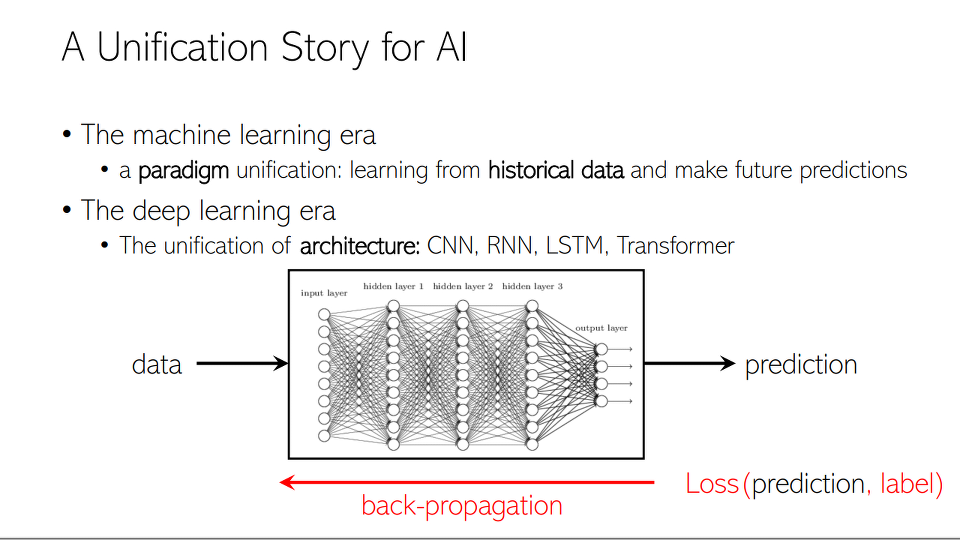 A Unification Story for AI
• The machine learning era
• a paradigm unification: learning from historical data and make future predictions
• The deep learning era
• The unification of architecture: CNN, RNN, LSTM, Transformer
input layer
hidden layer 1 hidden layer 2 hidden layer 3
output layer
data
prediction
back-propagation
Loss(prediction, label)